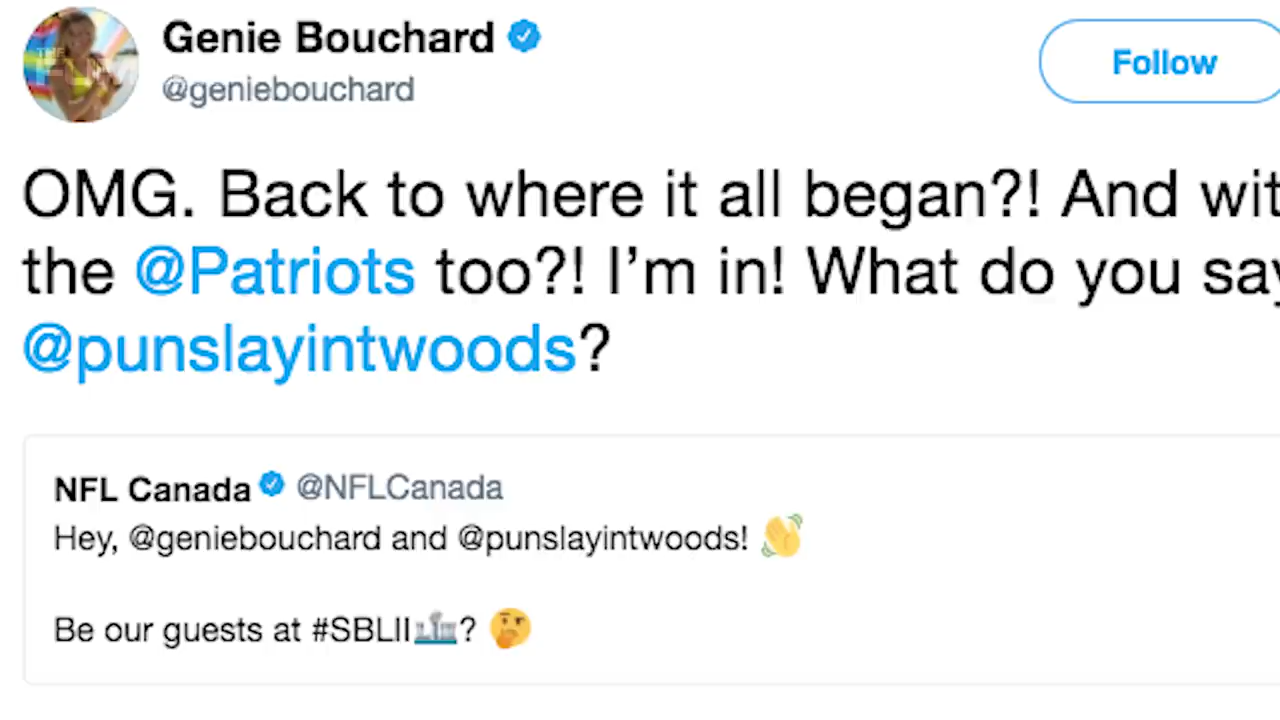 Genie Bouchard
@geniebouchard
Follow
OMG. Back to where it all began?! And wit
the @Patriots too?! I'm in! What do you say
@punslayintwoods?
NFL Canada @NFLCanada
Hey, @geniebouchard and @punslayintwoods! 👋
Be our guests at #SBLII? 🤔